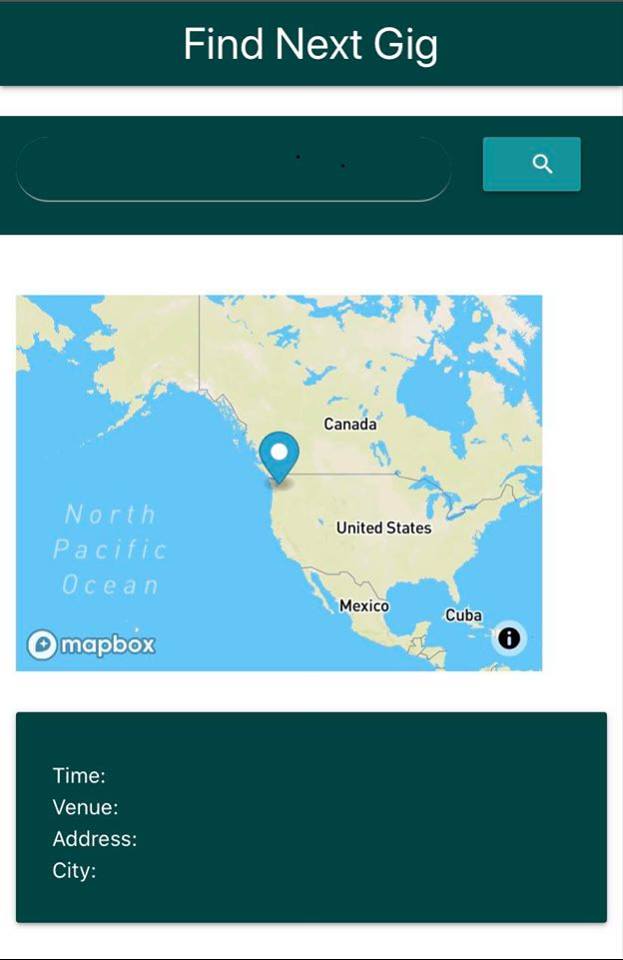 Find Next Gig
Canada
North
Pacific
Ocean
United States
Mexico
Cuba
mapbox
Time:
Venue:
Address:
City: